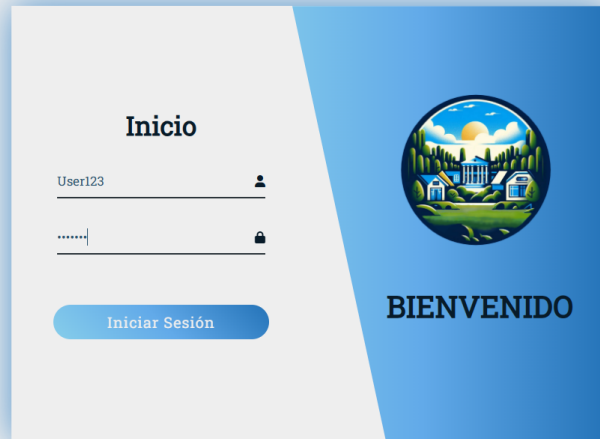 Inicio
User123
•••••••
Iniciar Sesión
BIENVENIDO